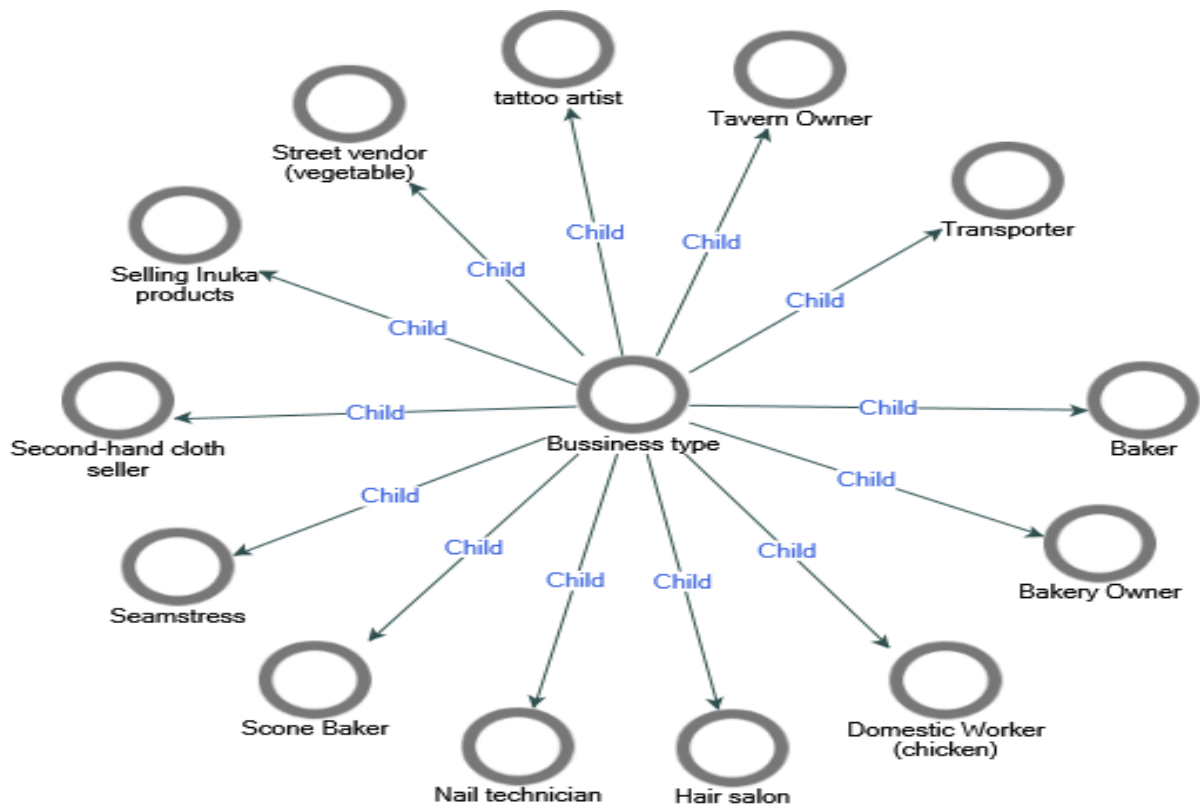 tattoo artist
Tavern Owner
Street vendor
(vegetable)
Transporter
Child
Child
Child
Child
Selling Inuka
products
Child
Child
Child
Child
Second-hand cloth
seller
Bussiness type
Baker
Child
Child
Child
Child
Child
Bakery Owner
Seamstress
Scone Baker
Domestic Worker
(chicken)
Nail technician
Hair salon